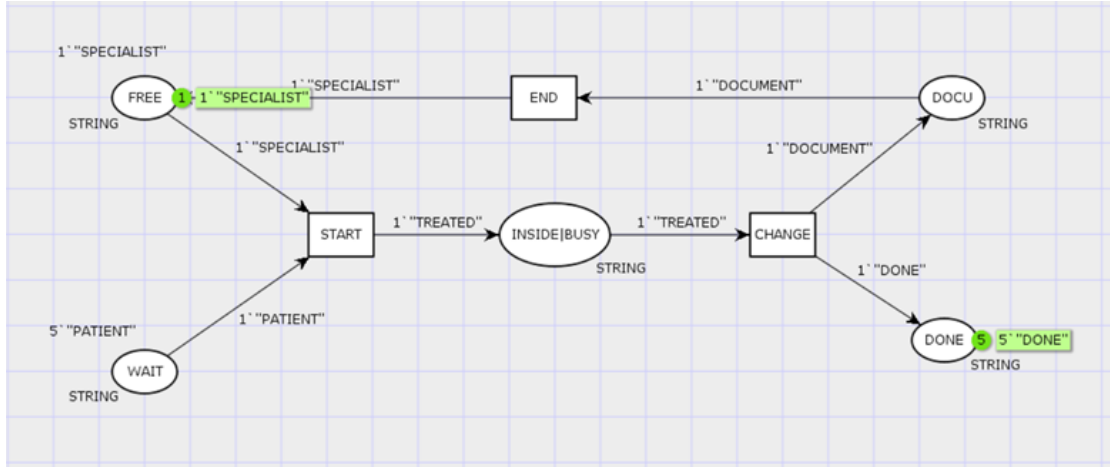 1`"SPECIALIST"
FREE
1
1`"SPECIALIST"
1`"SPECIALIST"
END
1`"DOCUMENT"
DOCU
STRING
STRING
1`"SPECIALIST"
1`"DOCUMENT"
START
1`"TREATED"
INSIDE|BUSY
1`"TREATED"
CHANGE
STRING
1`"DONE"
5`"PATIENT"
1`"PATIENT"
DONE
5
5`"DONE"
STRING
WAIT
STRING